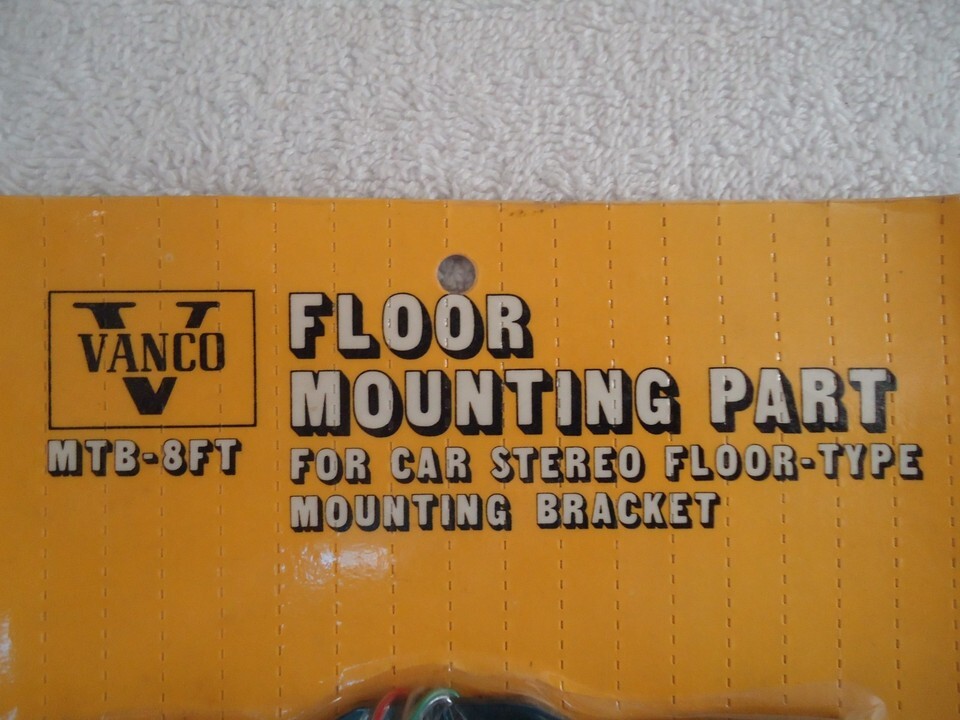 VANCO
MTB-8FT
FLOOR
MOUNTING PART
FOR CAR STEREO FLOOR-TYPE
MOUNTING BRACKET